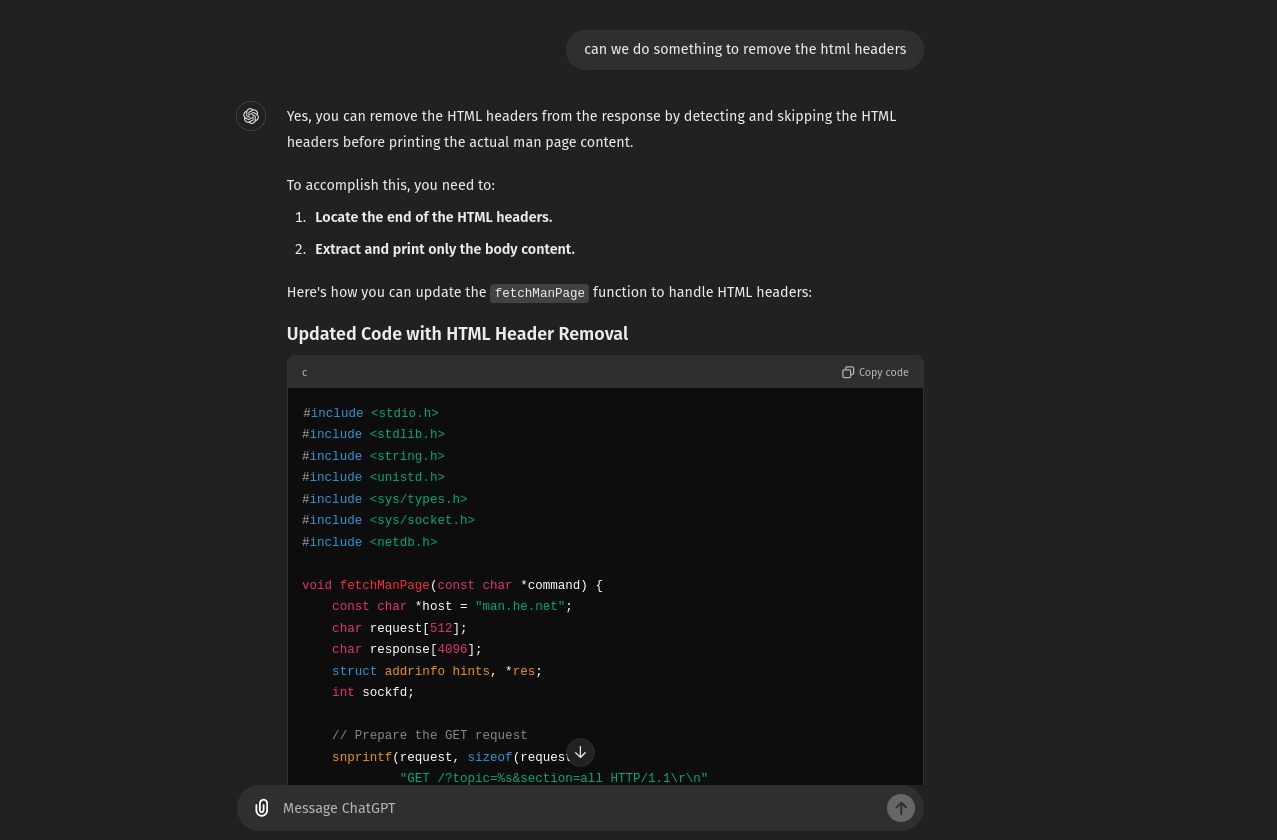 can we do something to remove the html headers
Yes, you can remove the HTML headers from the response by detecting and skipping the HTML
headers before printing the actual man page content.
To accomplish this, you need to:
1. Locate the end of the HTML headers.
2. Extract and print only the body content.
Here's how you can update the fetchManPage function to handle HTML headers:
Updated Code with HTML Header Removal
c
Copy code
#include <stdio.h>
#include <stdlib.h>
#include <string.h>
#include <unistd.h>
#include <sys/types.h>
#include <sys/socket.h>
#include <netdb.h>
void fetchManPage(const char *command) {
    const char *host = "man.he.net";
    char request[512];
    char response[4096];
    struct addrinfo hints, *res;
    int sockfd;
    // Prepare the GET request
    snprintf(request, sizeof(request
             "GET /?topic=%s&section=all HTTP/1.1\r\n"
Message ChatGPT